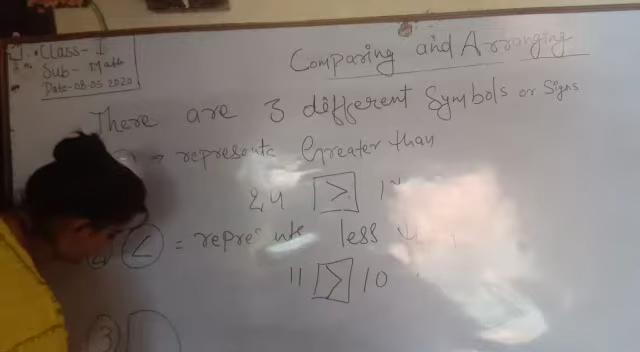 Class- I
Sub- Math
Date-08.05.2020
Comparing and Arranging
There are 3 different Symbols or Signs
→ represents Greater than
24 >
< = represents less
11 > 10
3